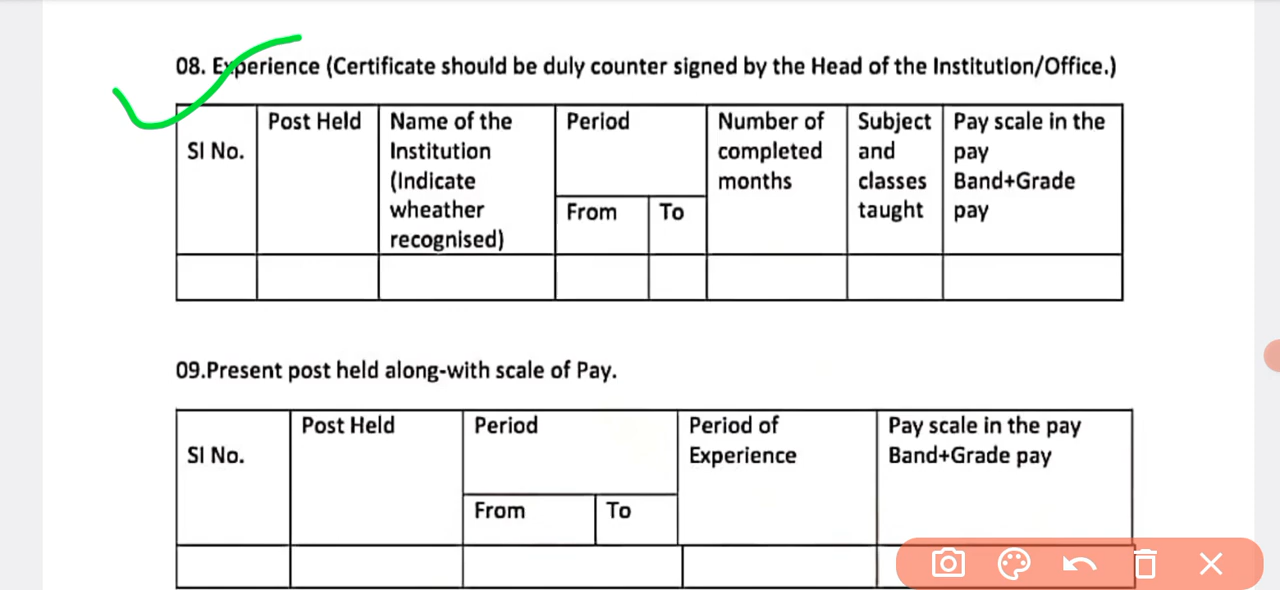 08. Experience (Certificate should be duly counter signed by the Head of the Institution/Office.)
Sl No.
Post Held
Name of the
Institution
(Indicate
wheather
recognised)
Period
From
To
Number of
completed
months
Subject
and
classes
taught
Pay scale in the
pay
Band+Grade
pay
09.Present post held along-with scale of Pay.
Sl No.
Post Held
Period
From
To
Period of
Experience
Pay scale in the pay
Band+Grade pay